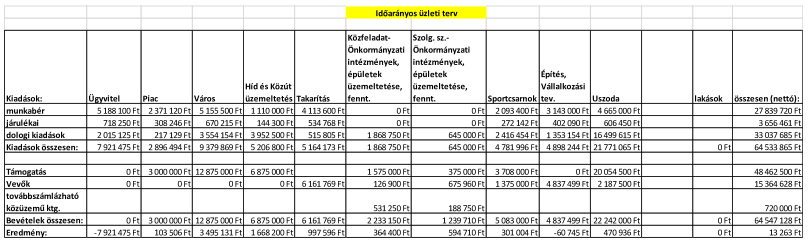 Időarányos üzleti terv
Kiadások: Ügyvitel Piac Város Híd és Közút üzemeltetés Takarítás Közfeladat- Önkormányzati intézmények, épületek üzemeltetése, fennt. Szolg. sz.- Önkormányzati intézmények, épületek üzemeltetése, fennt. Sportcsarnok Építés, Vállalkozási tev. Uszoda lakások összesen (nettó):
munkabér 5 188 100 Ft 2 371 120 Ft 5 155 500 Ft 1 110 000 Ft 4 113 600 Ft 0 Ft 0 Ft 2 093 400 Ft 3 143 000 Ft 4 665 000 Ft 27 839 720 Ft
járulékai 718 250 Ft 308 246 Ft 670 215 Ft 144 300 Ft 534 768 Ft 0 Ft 0 Ft 272 142 Ft 402 090 Ft 606 450 Ft 3 656 461 Ft
dologi kiadások 2 015 125 Ft 217 129 Ft 3 554 154 Ft 3 952 500 Ft 515 805 Ft 1 868 750 Ft 645 000 Ft 2 416 454 Ft 1 353 154 Ft 16 499 615 Ft 33 037 685 Ft
Kiadások összesen: 7 921 475 Ft 2 896 494 Ft 9 379 869 Ft 5 206 800 Ft 5 164 173 Ft 1 868 750 Ft 645 000 Ft 4 781 996 Ft 4 898 244 Ft 21 771 065 Ft 0 Ft 64 533 865 Ft
Támogatás 0 Ft 3 000 000 Ft 12 875 000 Ft 6 875 000 Ft 1 575 000 Ft 375 000 Ft 3 708 000 Ft 0 Ft 20 054 500 Ft 48 462 500 Ft
Vevők 0 Ft 0 Ft 0 Ft 0 Ft 6 161 769 Ft 126 900 Ft 675 960 Ft 1 375 000 Ft 4 837 499 Ft 2 187 500 Ft 15 364 628 Ft
továbbszámlázható
közüzemű ktg. 531 250 Ft 188 750 Ft 720 000 Ft
Bevételek összesen: 0 Ft 3 000 000 Ft 12 875 000 Ft 6 875 000 Ft 6 161 769 Ft 2 233 150 Ft 1 239 710 Ft 5 083 000 Ft 4 837 499 Ft 22 242 000 Ft 0 Ft 64 547 128 Ft
Eredmény: -7 921 475 Ft 103 506 Ft 3 495 131 Ft 1 668 200 Ft 997 596 Ft 364 400 Ft 594 710 Ft 301 004 Ft -60 745 Ft 470 936 Ft 0 Ft 13 263 Ft